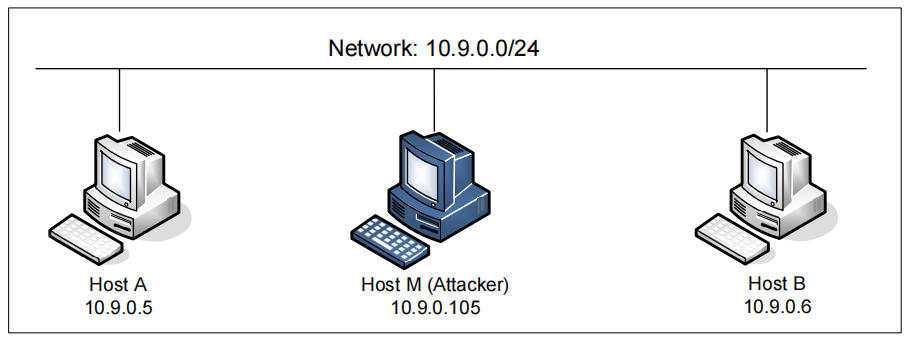 Network: 10.9.0.0/24
Host A
10.9.0.5
Host M (Attacker)
10.9.0.105
Host B
10.9.0.6